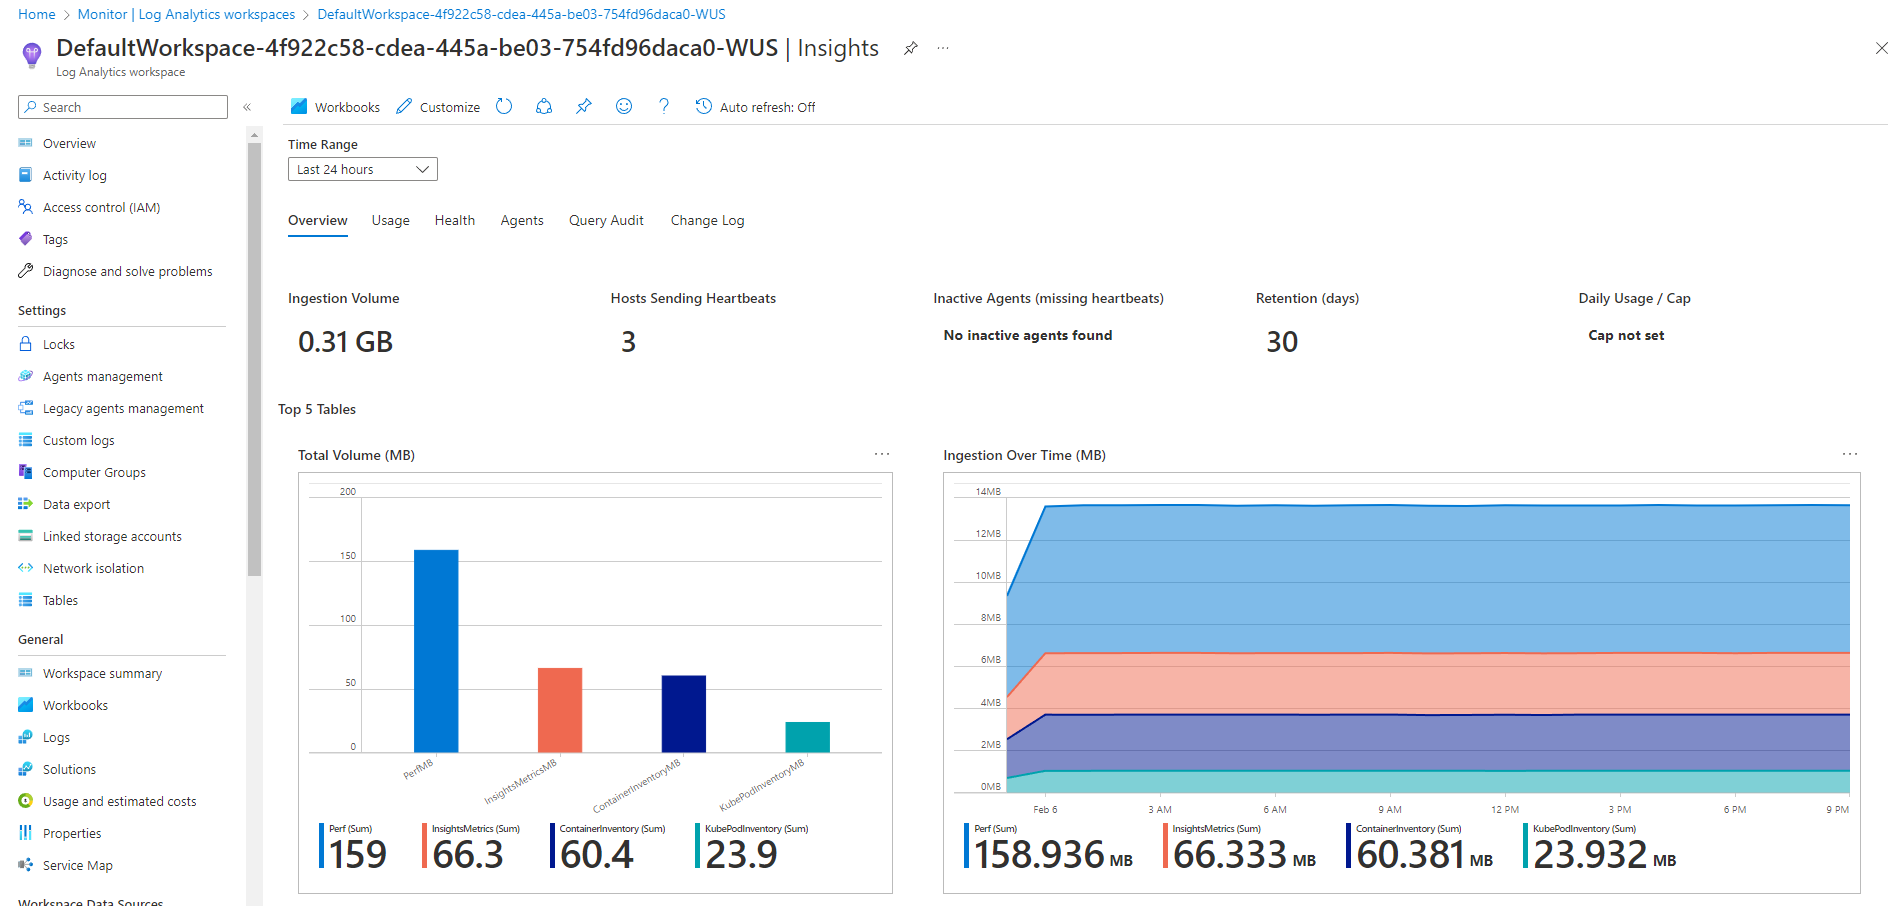 Home > Monitor | Log Analytics workspaces > DefaultWorkspace-4f922c58-cdea-445a-be03-754fd96daca0-WUS
DefaultWorkspace-4f922c58-cdea-445a-be03-754fd96daca0-WUS | Insights
Log Analytics workspace
Search
Overview
Activity log
Access control (IAM)
Tags
Diagnose and solve problems
Settings
Locks
Agents management
Legacy agents management
Custom logs
Computer Groups
Data export
Linked storage accounts
Network isolation
Tables
General
Workspace summary
Workbooks
Logs
Solutions
Usage and estimated costs
Properties
Service Map
Workspace Data Sources
Workbooks Customize Auto refresh: Off
Time Range
Last 24 hours
Overview Usage Health Agents Query Audit Change Log
Ingestion Volume Hosts Sending Heartbeats Inactive Agents (missing heartbeats) Retention (days) Daily Usage / Cap
0.31 GB 3 No inactive agents found 30 Cap not set
Top 5 Tables
Total Volume (MB)
200
150
100
50
0
PerfMB InsightsMetricsMB ContainerInventoryMB KubePodInventoryMB
Perf (Sum) InsightsMetrics (Sum) ContainerInventory (Sum) KubePodInventory (Sum)
159 66.3 60.4 23.9
Ingestion Over Time (MB)
14MB
12MB
10MB
8MB
6MB
4MB
2MB
0MB
Feb 6 3 AM 6 AM 9 AM 12 PM 3 PM 6 PM 9 PM
Perf (Sum) InsightsMetrics (Sum) ContainerInventory (Sum) KubePodInventory (Sum)
158.936 MB 66.333 MB 60.381 MB 23.932 MB